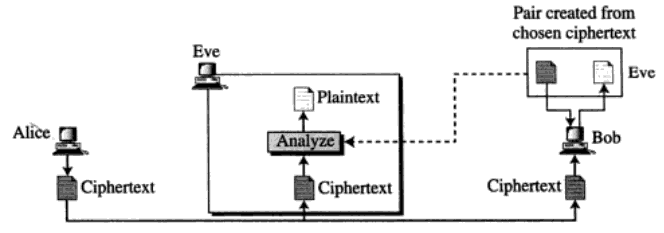 Pair created from
chosen ciphertext
Eve
Eve
Plaintext
Alice
Analyze
Bob
Ciphertext
Ciphertext
Ciphertext